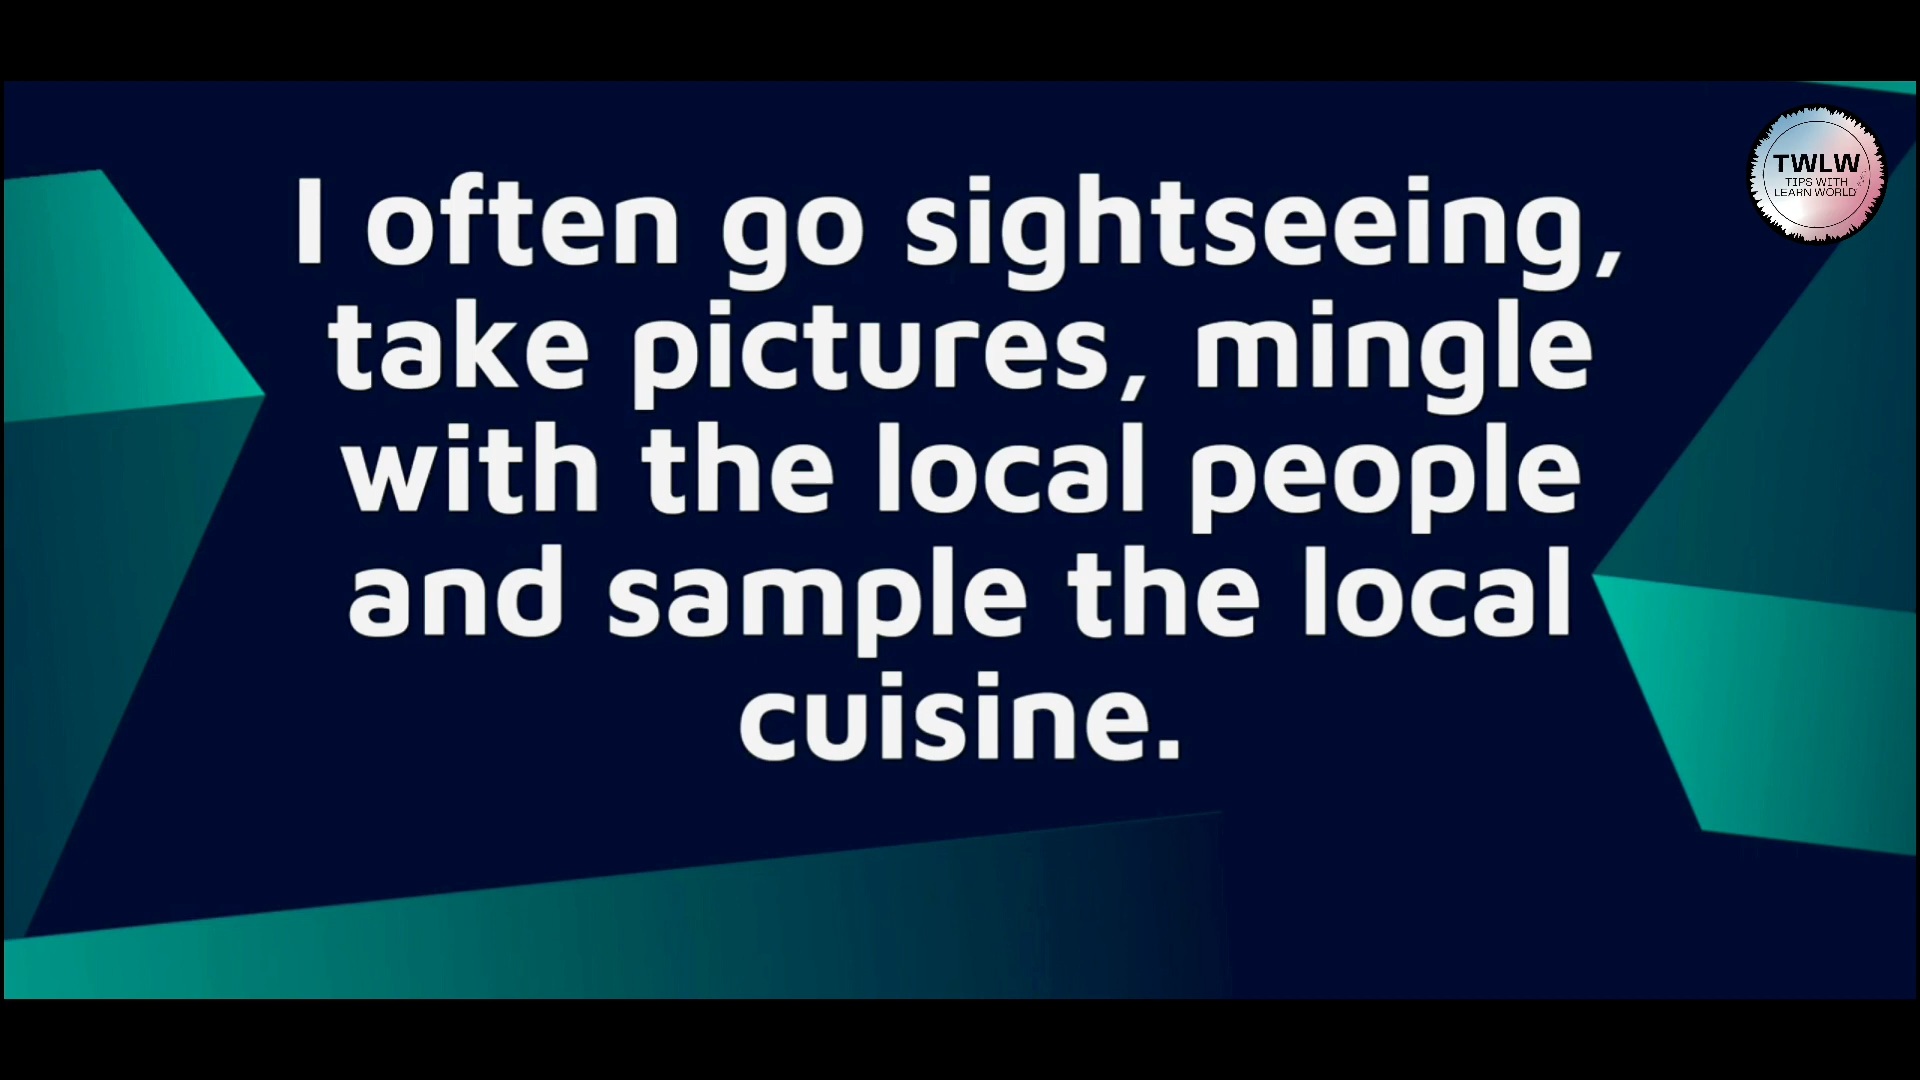 I often go sightseeing,
take pictures, mingle
with the local people
and sample the local
cuisine.
TWLW
TIPS WITH
LEARN WORLD